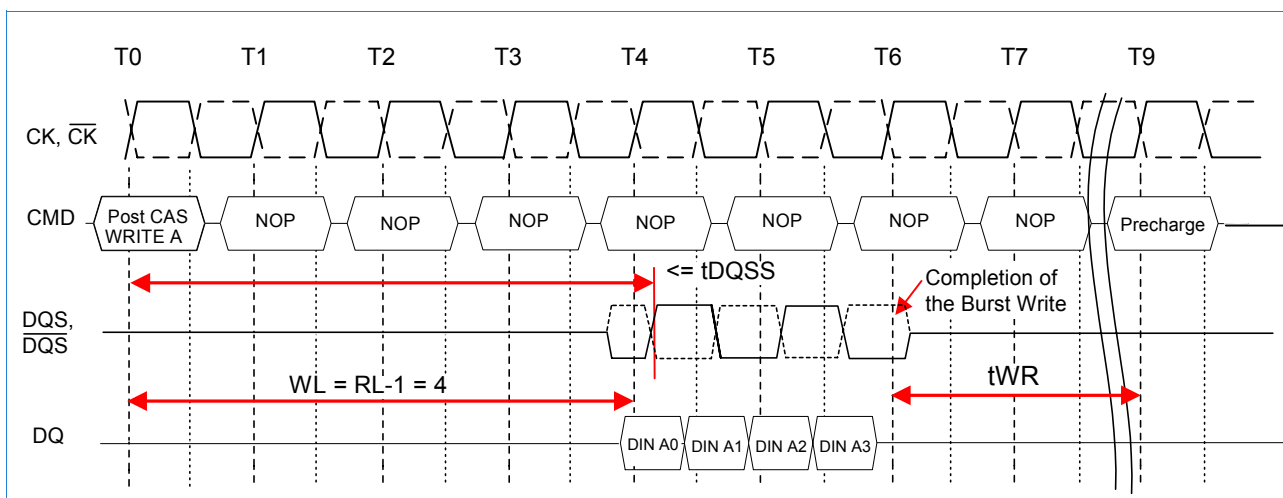 T0 T1 T2 T3 T4 T5 T6 T7 T9
CK, C̅K̅
CMD
Post CAS
WRITE A
NOP NOP NOP NOP NOP NOP NOP Precharge
<= tDQSS
Completion of
the Burst Write
DQS,
D̅Q̅S̅
WL = RL-1 = 4
tWR
DQ
DIN A0 DIN A1 DIN A2 DIN A3